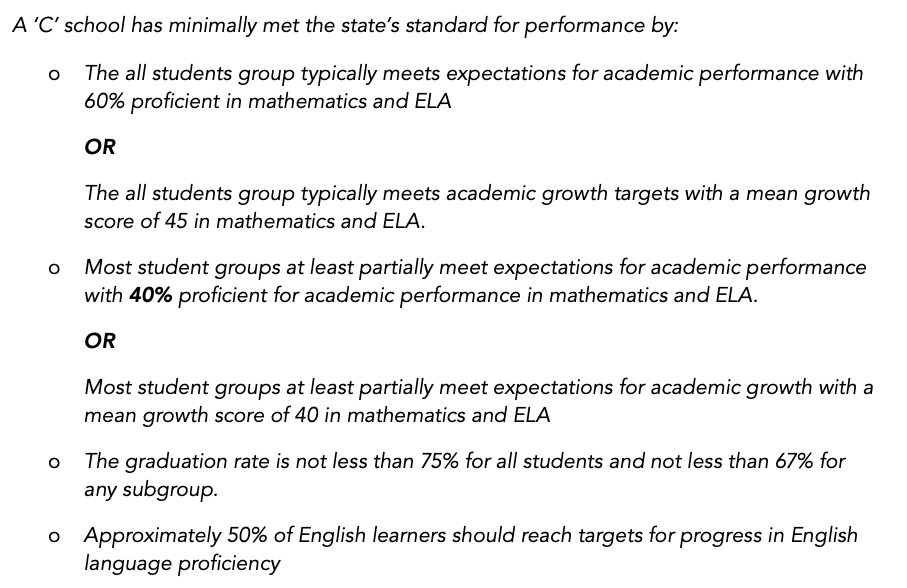 A ‘C’ school has minimally met the state’s standard for performance by:
o The all students group typically meets expectations for academic performance with
60% proficient in mathematics and ELA
OR
The all students group typically meets academic growth targets with a mean growth
score of 45 in mathematics and ELA.
o Most student groups at least partially meet expectations for academic performance
with 40% proficient for academic performance in mathematics and ELA.
OR
Most student groups at least partially meet expectations for academic growth with a
mean growth score of 40 in mathematics and ELA
o The graduation rate is not less than 75% for all students and not less than 67% for
any subgroup.
o Approximately 50% of English learners should reach targets for progress in English
language proficiency